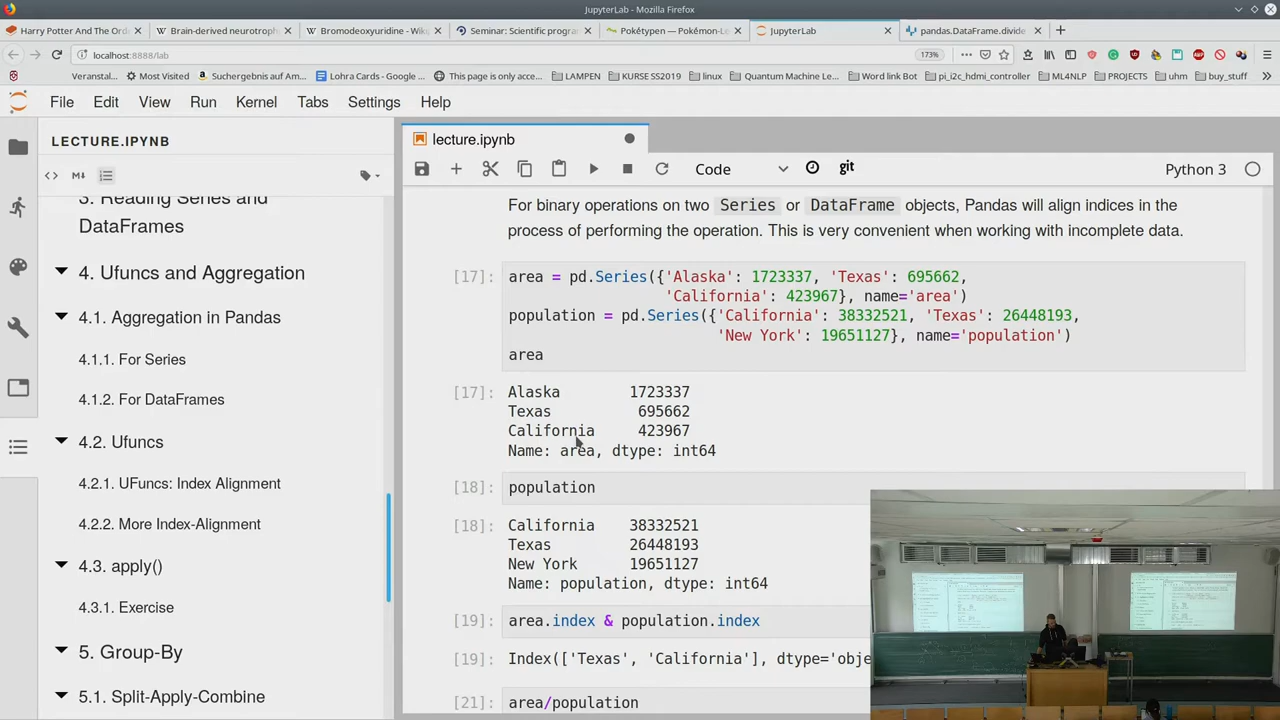 JupyterLab - Mozilla Firefox
Harry Potter And The Orde
Brain-derived neurotroph
Bromodeoxyuridine - Wiki
Seminar: Scientific progra
Pokétypen — Pokémon-Le
JupyterLab
pandas.DataFrame.divide
localhost:8888/lab
173%
Veranstal...
Most Visited
Suchergebnis auf Am...
Lohra Cards - Google ...
This page is only acce...
LAMPEN
KURSE SS2019
linux
Quantum Machine Le...
Word link Bot
pi_i2c_hdmi_controller
ML4NLP
PROJECTS
uhm
buy_stuff
File Edit View Run Kernel Tabs Settings Help
LECTURE.IPYNB
3. Reading Series and
DataFrames
4. Ufuncs and Aggregation
4.1. Aggregation in Pandas
4.1.1. For Series
4.1.2. For DataFrames
4.2. Ufuncs
4.2.1. UFuncs: Index Alignment
4.2.2. More Index-Alignment
4.3. apply()
4.3.1. Exercise
5. Group-By
5.1. Split-Apply-Combine
lecture.ipynb
Code
git
Python 3
For binary operations on two Series or DataFrame objects, Pandas will align indices in the
process of performing the operation. This is very convenient when working with incomplete data.
[17]: area = pd.Series({'Alaska': 1723337, 'Texas': 695662,
'California': 423967}, name='area')
population = pd.Series({'California': 38332521, 'Texas': 26448193,
'New York': 19651127}, name='population')
area
[17]: Alaska 1723337
Texas 695662
California 423967
Name: area, dtype: int64
[18]: population
[18]: California 38332521
Texas 26448193
New York 19651127
Name: population, dtype: int64
[19]: area.index & population.index
[19]: Index(['Texas', 'California'], dtype='obje
[21]: area/population